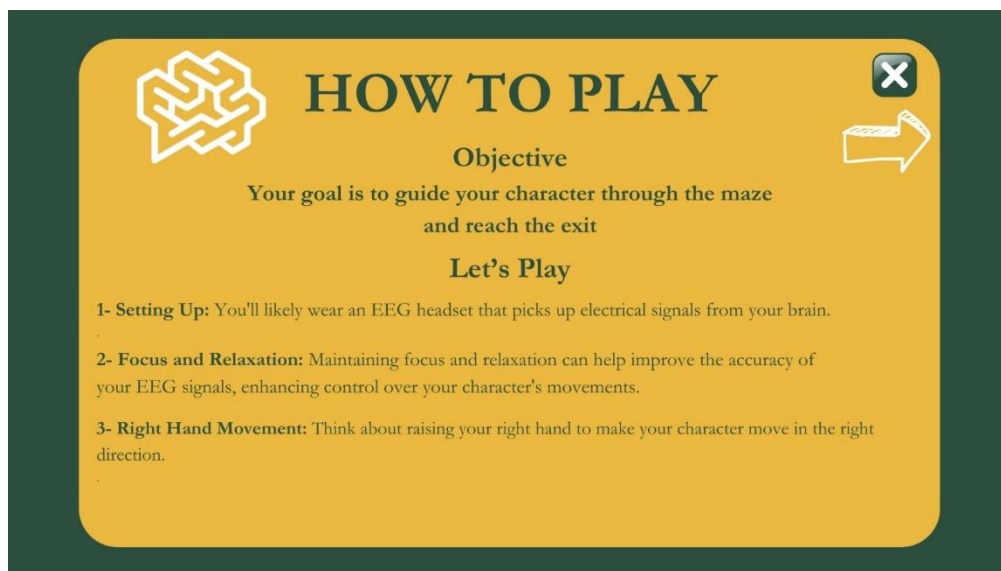 HOW TO PLAY
Objective
Your goal is to guide your character through the maze
and reach the exit
Let's Play
1- Setting Up: You'll likely wear an EEG headset that picks up electrical signals from your brain.
.
2- Focus and Relaxation: Maintaining focus and relaxation can help improve the accuracy of
your EEG signals, enhancing control over your character's movements.
3- Right Hand Movement: Think about raising your right hand to make your character move in the right
direction.
.